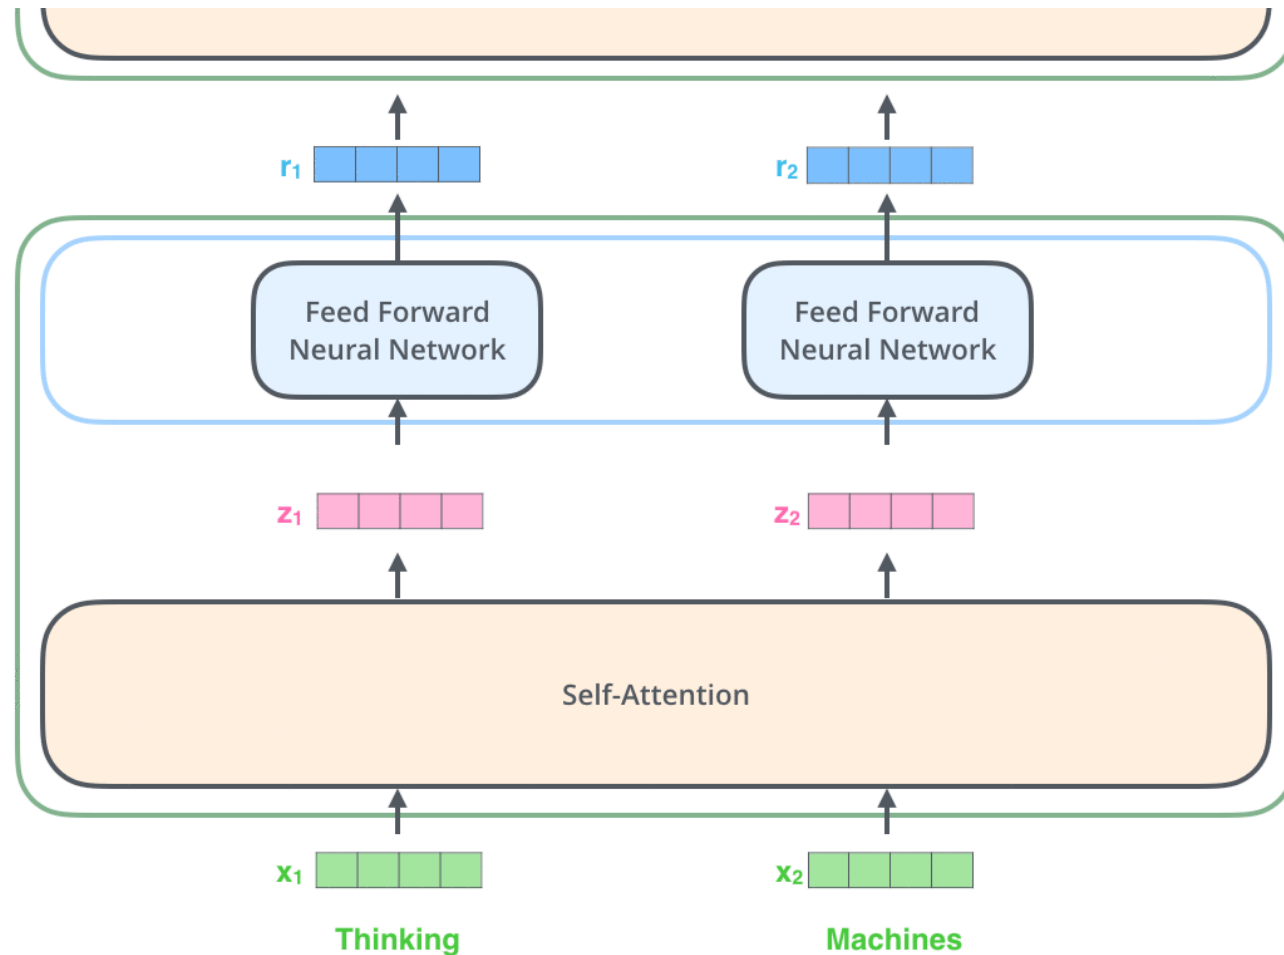 r₁ r₂
Feed Forward Feed Forward
Neural Network Neural Network
z₁ z₂
Self-Attention
x₁ x₂
Thinking Machines